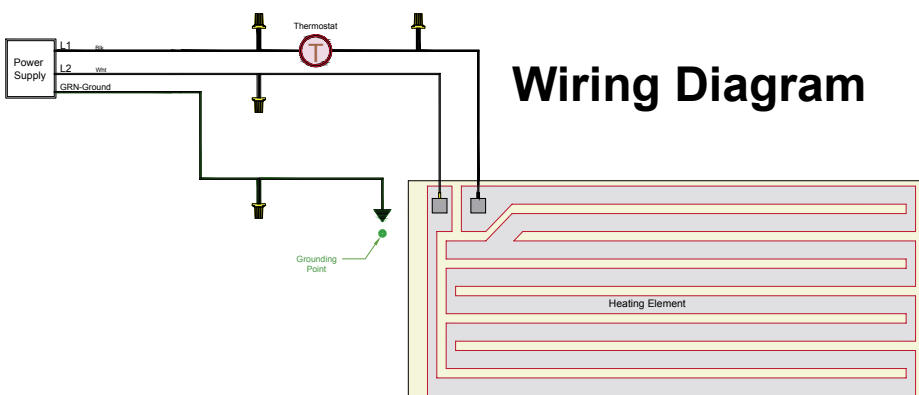 Thermostat
T
L1 Blk
Power
Supply
L2 Wht
GRN-Ground
Wiring Diagram
Grounding
Point
Heating Element